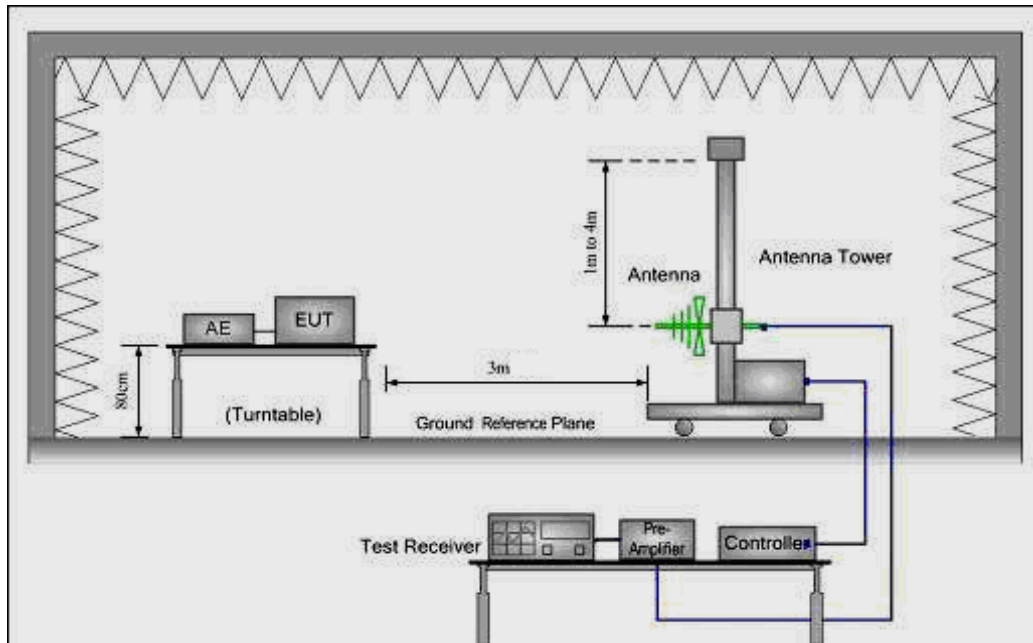 1m to 4m
Antenna
Antenna Tower
AE
EUT
80cm
3m
(Turntable)
Ground Reference Plane
Test Receiver
Pre-
Amplifier
Controller